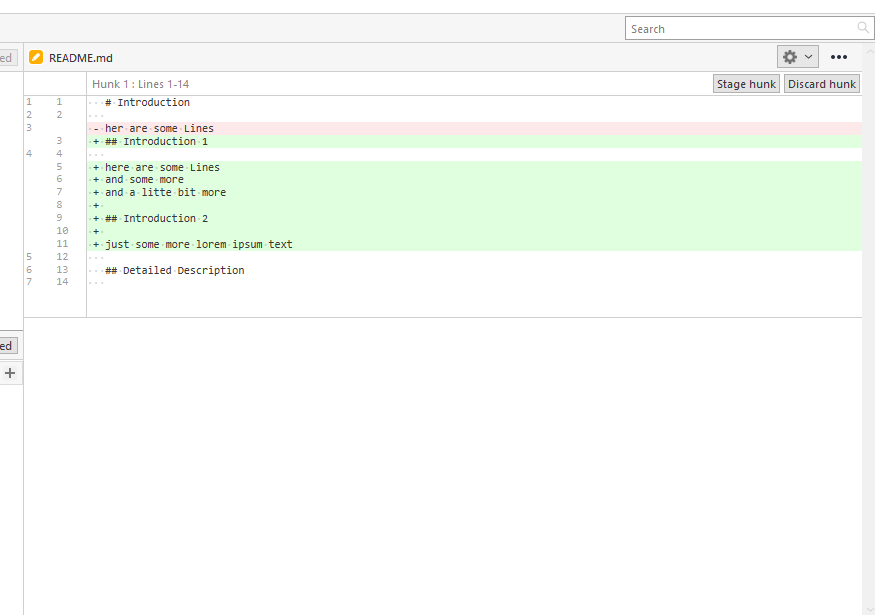 Search
ed README.md
Hunk 1 : Lines 1-14 Stage hunk Discard hunk
1 1 # Introduction
2 2
3 - her are some Lines
3 + ## Introduction 1
4 4
5 + here are some Lines
6 + and some more
7 + and a litte bit more
8 +
9 + ## Introduction 2
10 +
11 + just some more lorem ipsum text
5 12
6 13 ## Detailed Description
7 14
ed